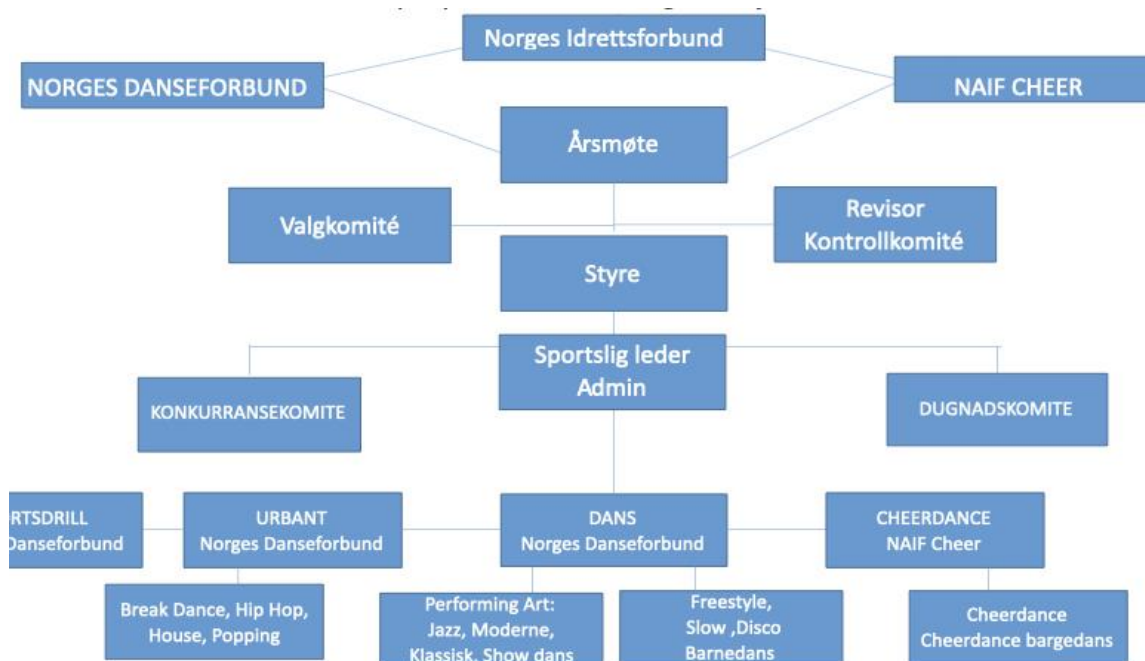 Norges Idrettsforbund
NORGES DANSEFORBUND
NAIF CHEER
Årsmøte
Valgkomité
Revisor
Kontrollkomité
Styre
Sportslig leder
Admin
KONKURRANSEKOMITE
DUGNADSKOMITE
RTSDRILL
Danseforbund
URBANT
Norges Danseforbund
DANS
Norges Danseforbund
CHEERDANCE
NAIF Cheer
Break Dance, Hip Hop,
House, Popping
Performing Art:
Jazz, Moderne,
Klassisk, Show dans
Freestyle,
Slow ,Disco
Barnedans
Cheerdance
Cheerdance bargedans